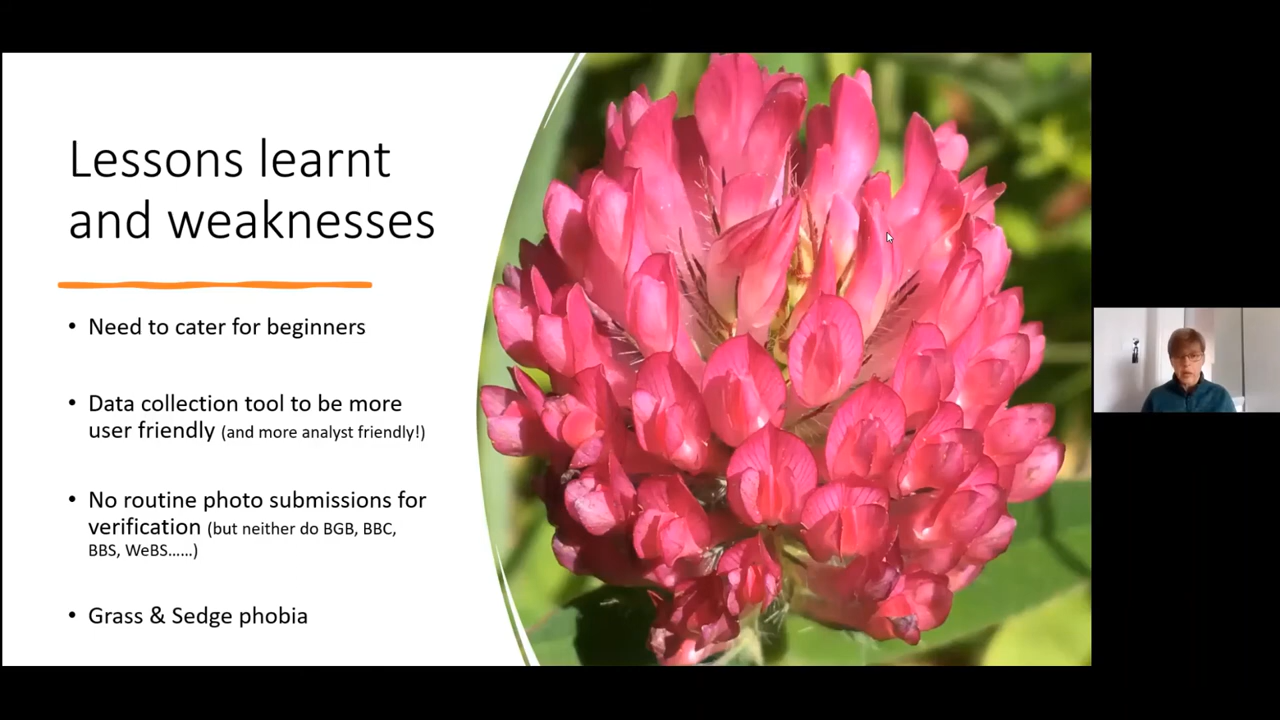 Lessons learnt
and weaknesses
• Need to cater for beginners
• Data collection tool to be more
user friendly (and more analyst friendly!)
• No routine photo submissions for
verification (but neither do BGB, BBC,
BBS, WeBS......)
• Grass & Sedge phobia